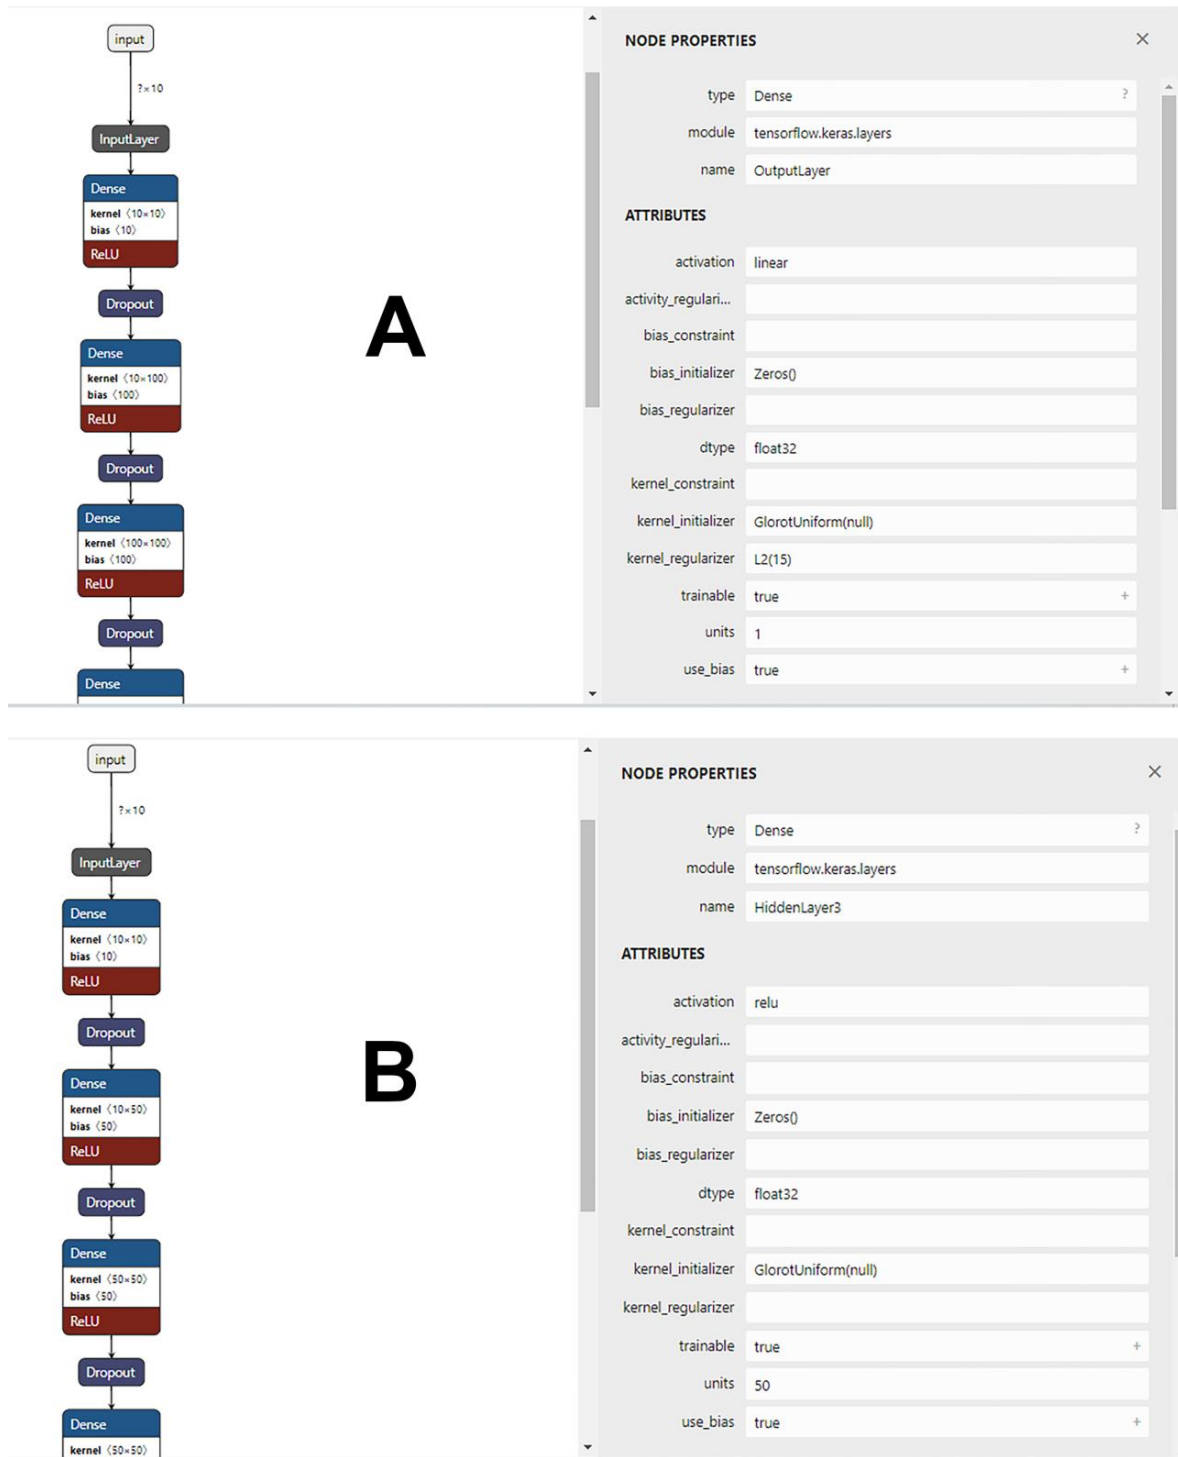 input
?×10
InputLayer
Dense
kernel 〈10×10〉
bias 〈10〉
ReLU
Dropout
Dense
kernel 〈10×100〉
bias 〈100〉
ReLU
Dropout
Dense
kernel 〈100×100〉
bias 〈100〉
ReLU
Dropout
Dense
A
NODE PROPERTIES ×
type Dense ?
module tensorflow.keras.layers
name OutputLayer
ATTRIBUTES
activation linear
activity_regulari...
bias_constraint
bias_initializer Zeros()
bias_regularizer
dtype float32
kernel_constraint
kernel_initializer GlorotUniform(null)
kernel_regularizer L2(15)
trainable true +
units 1
use_bias true +
input
?×10
InputLayer
Dense
kernel 〈10×10〉
bias 〈10〉
ReLU
Dropout
Dense
kernel 〈10×50〉
bias 〈50〉
ReLU
Dropout
Dense
kernel 〈50×50〉
bias 〈50〉
ReLU
Dropout
Dense
kernel 〈50×50〉
B
NODE PROPERTIES ×
type Dense ?
module tensorflow.keras.layers
name HiddenLayer3
ATTRIBUTES
activation relu
activity_regulari...
bias_constraint
bias_initializer Zeros()
bias_regularizer
dtype float32
kernel_constraint
kernel_initializer GlorotUniform(null)
kernel_regularizer
trainable true +
units 50
use_bias true +